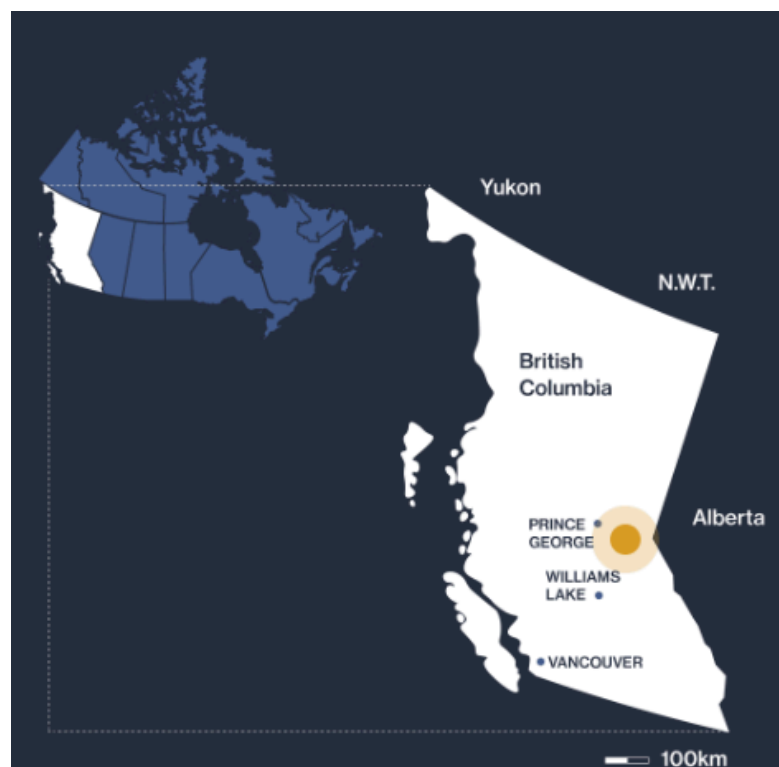 Yukon
N.W.T.
British
Columbia
Alberta
PRINCE
GEORGE
WILLIAMS
LAKE
VANCOUVER
100km